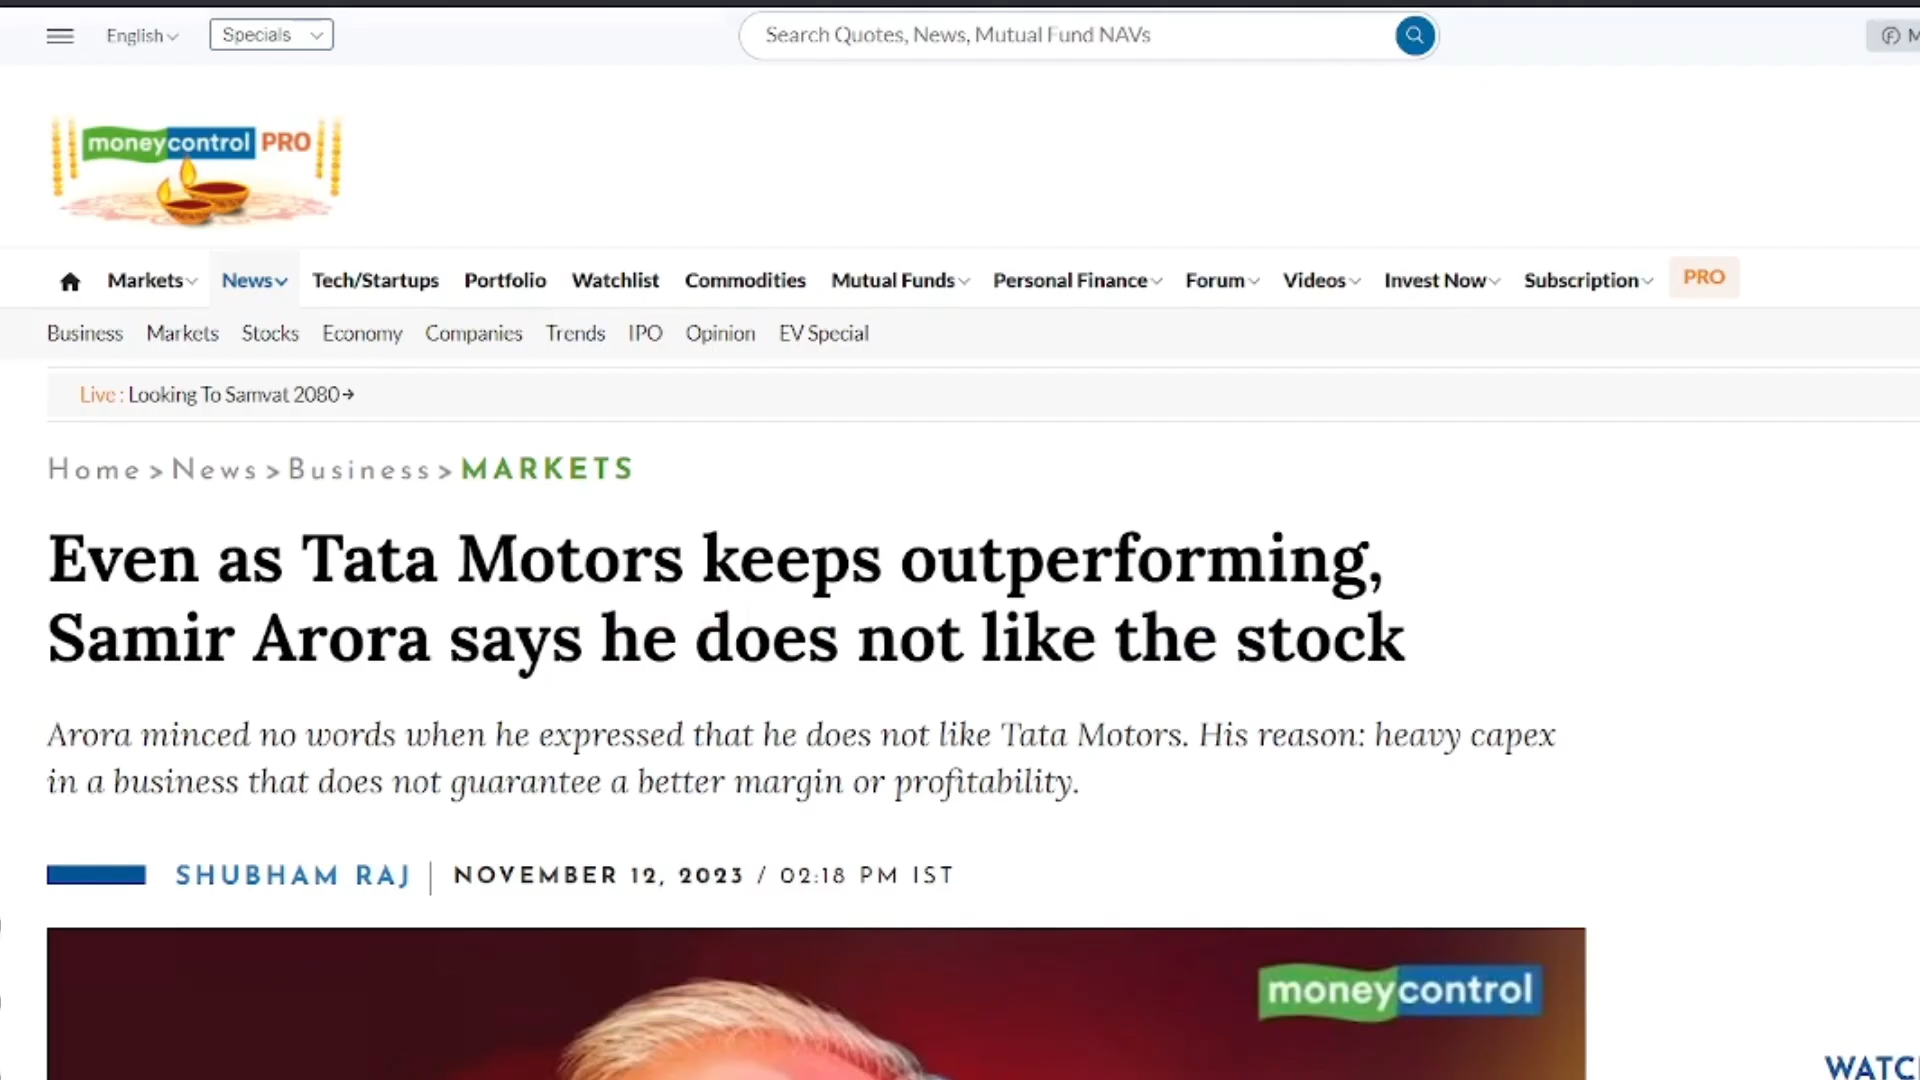 English
Specials
Search Quotes, News, Mutual Fund NAVs
moneycontrol PRO
Markets News Tech/Startups Portfolio Watchlist Commodities Mutual Funds Personal Finance Forum Videos Invest Now Subscription PRO
Business Markets Stocks Economy Companies Trends IPO Opinion EV Special
Live : Looking To Samvat 2080
Home > News > Business > MARKETS
Even as Tata Motors keeps outperforming,
Samir Arora says he does not like the stock
Arora minced no words when he expressed that he does not like Tata Motors. His reason: heavy capex
in a business that does not guarantee a better margin or profitability.
SHUBHAM RAJ | NOVEMBER 12, 2023 / 02:18 PM IST
moneycontrol